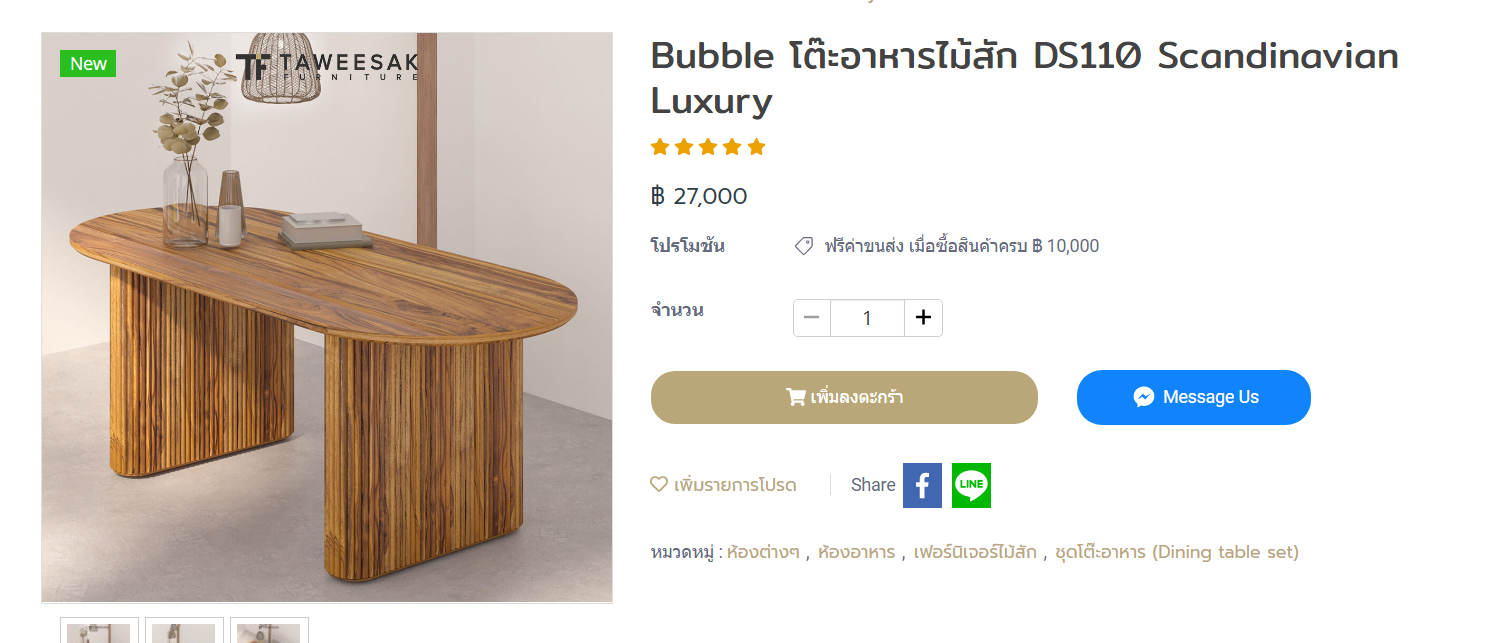 New
TF TAWEESAK
FURNITURE
Bubble โต๊ะอาหารไม้สัก DS110 Scandinavian
Luxury
฿ 27,000
โปรโมชัน ฟรีค่าขนส่ง เมื่อซื้อสินค้าครบ ฿ 10,000
จำนวน 1
เพิ่มลงตะกร้า Message Us
เพิ่มรายการโปรด Share f LINE
หมวดหมู่ : ห้องต่างๆ , ห้องอาหาร , เฟอร์นิเจอร์ไม้สัก , ชุดโต๊ะอาหาร (Dining table set)